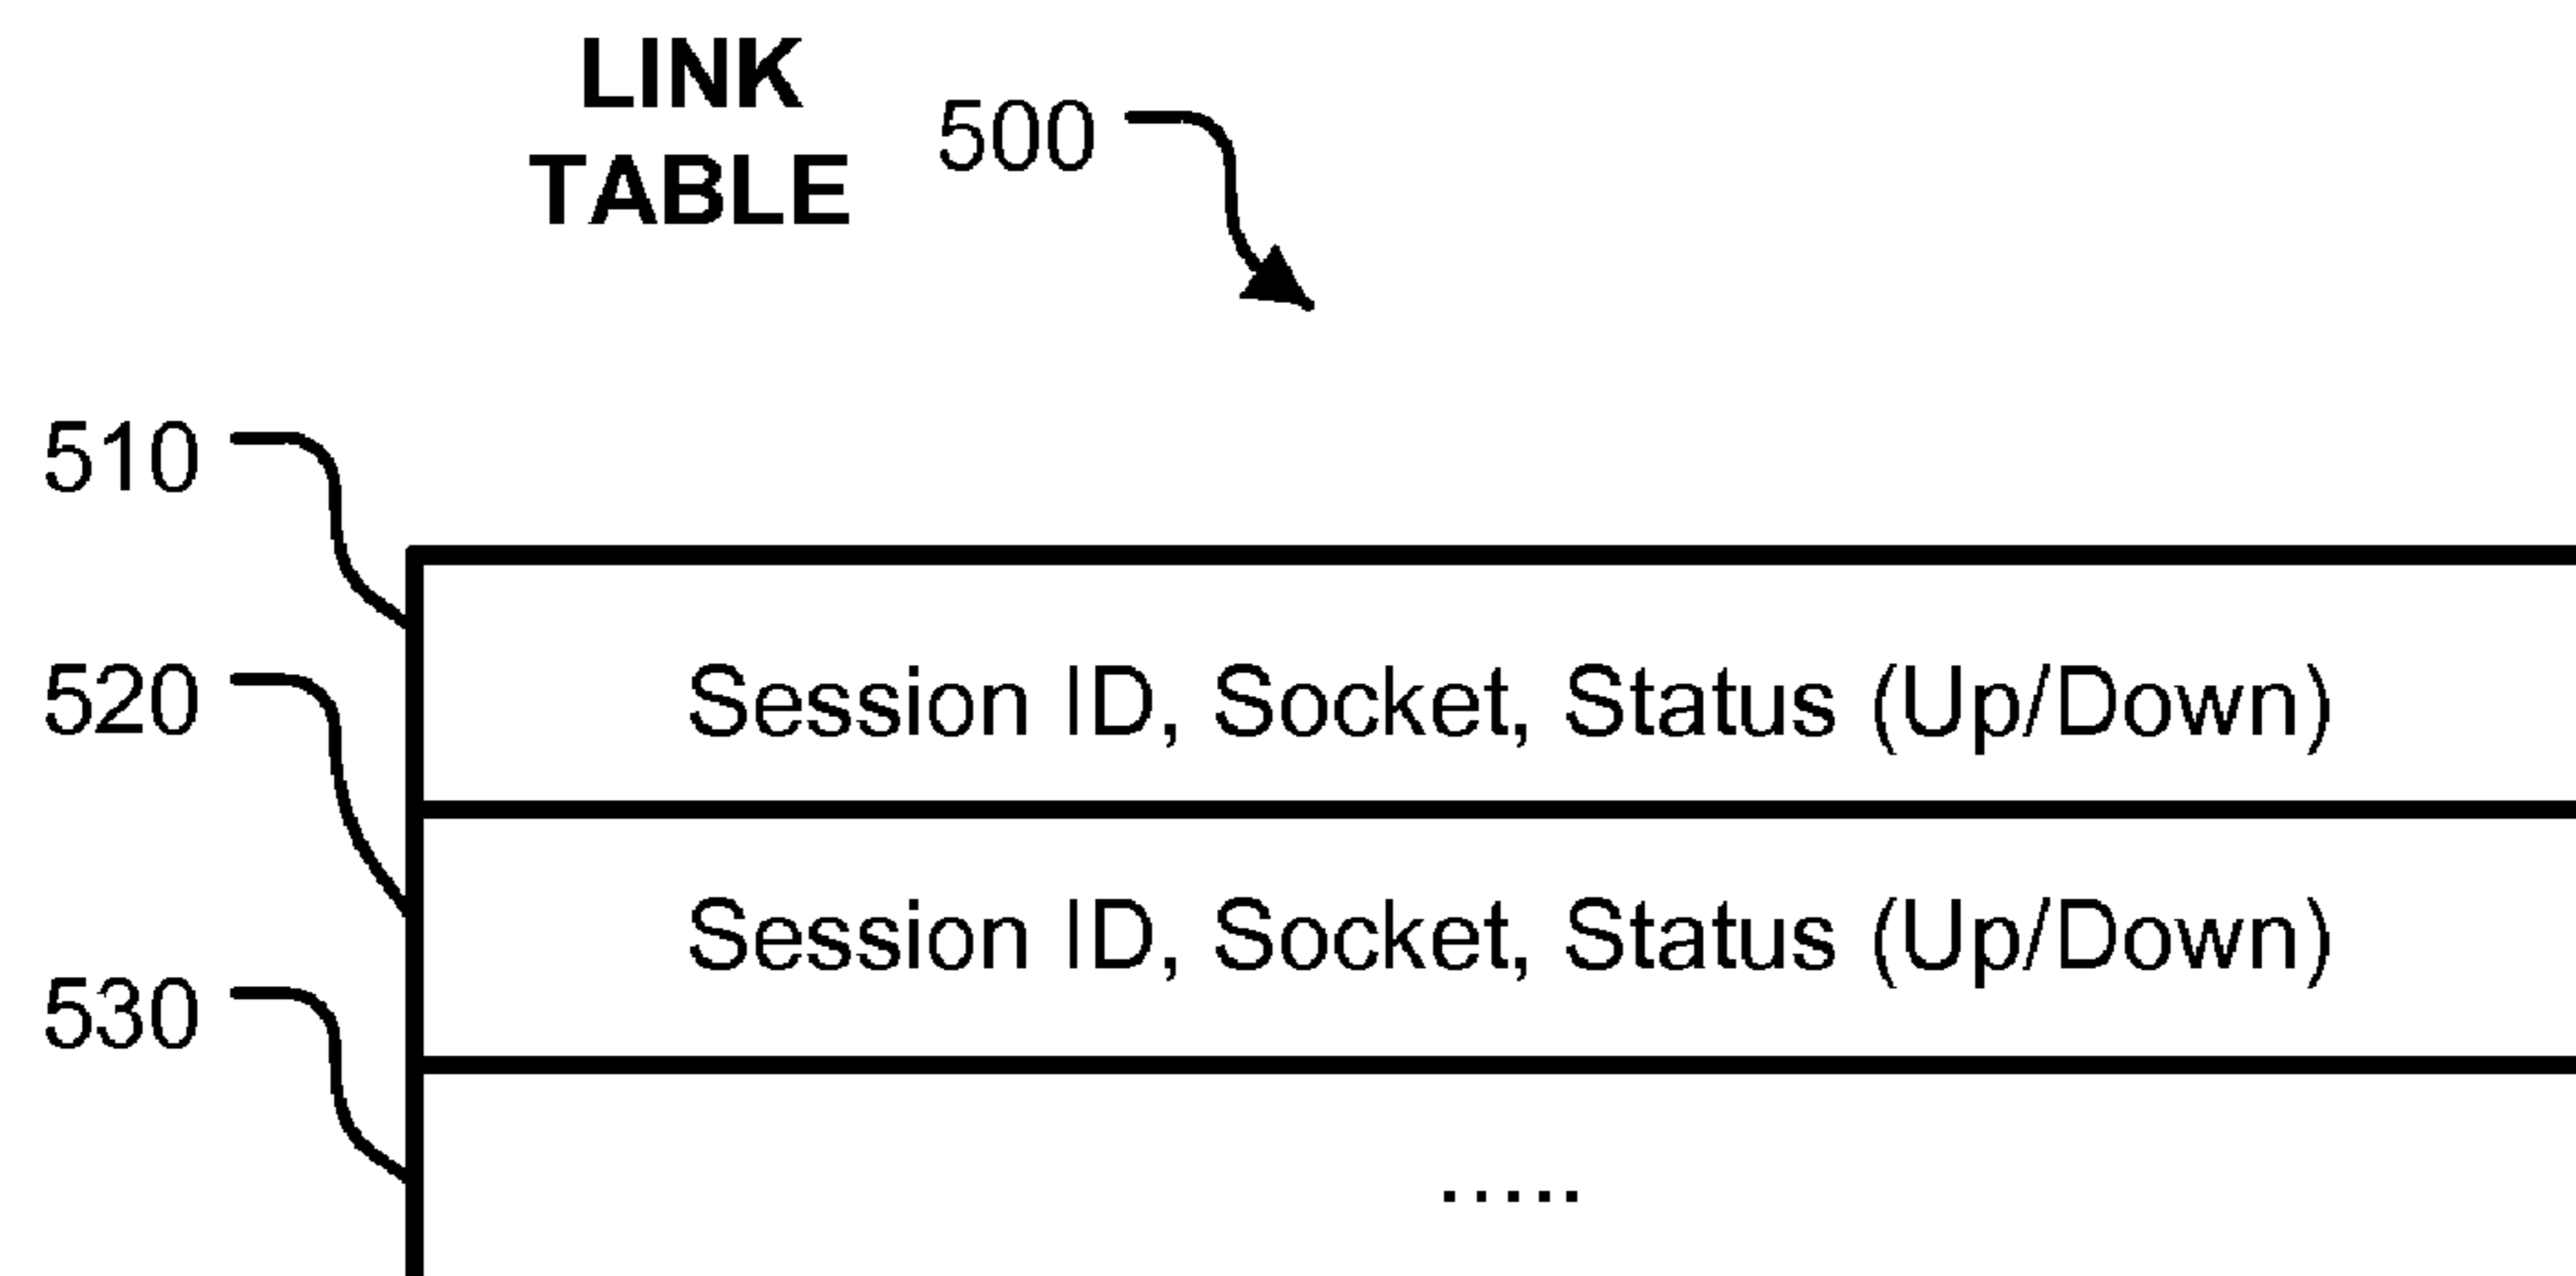 LINK
TABLE
500
510
Session ID, Socket, Status (Up/Down)
520
Session ID, Socket, Status (Up/Down)
530
.....